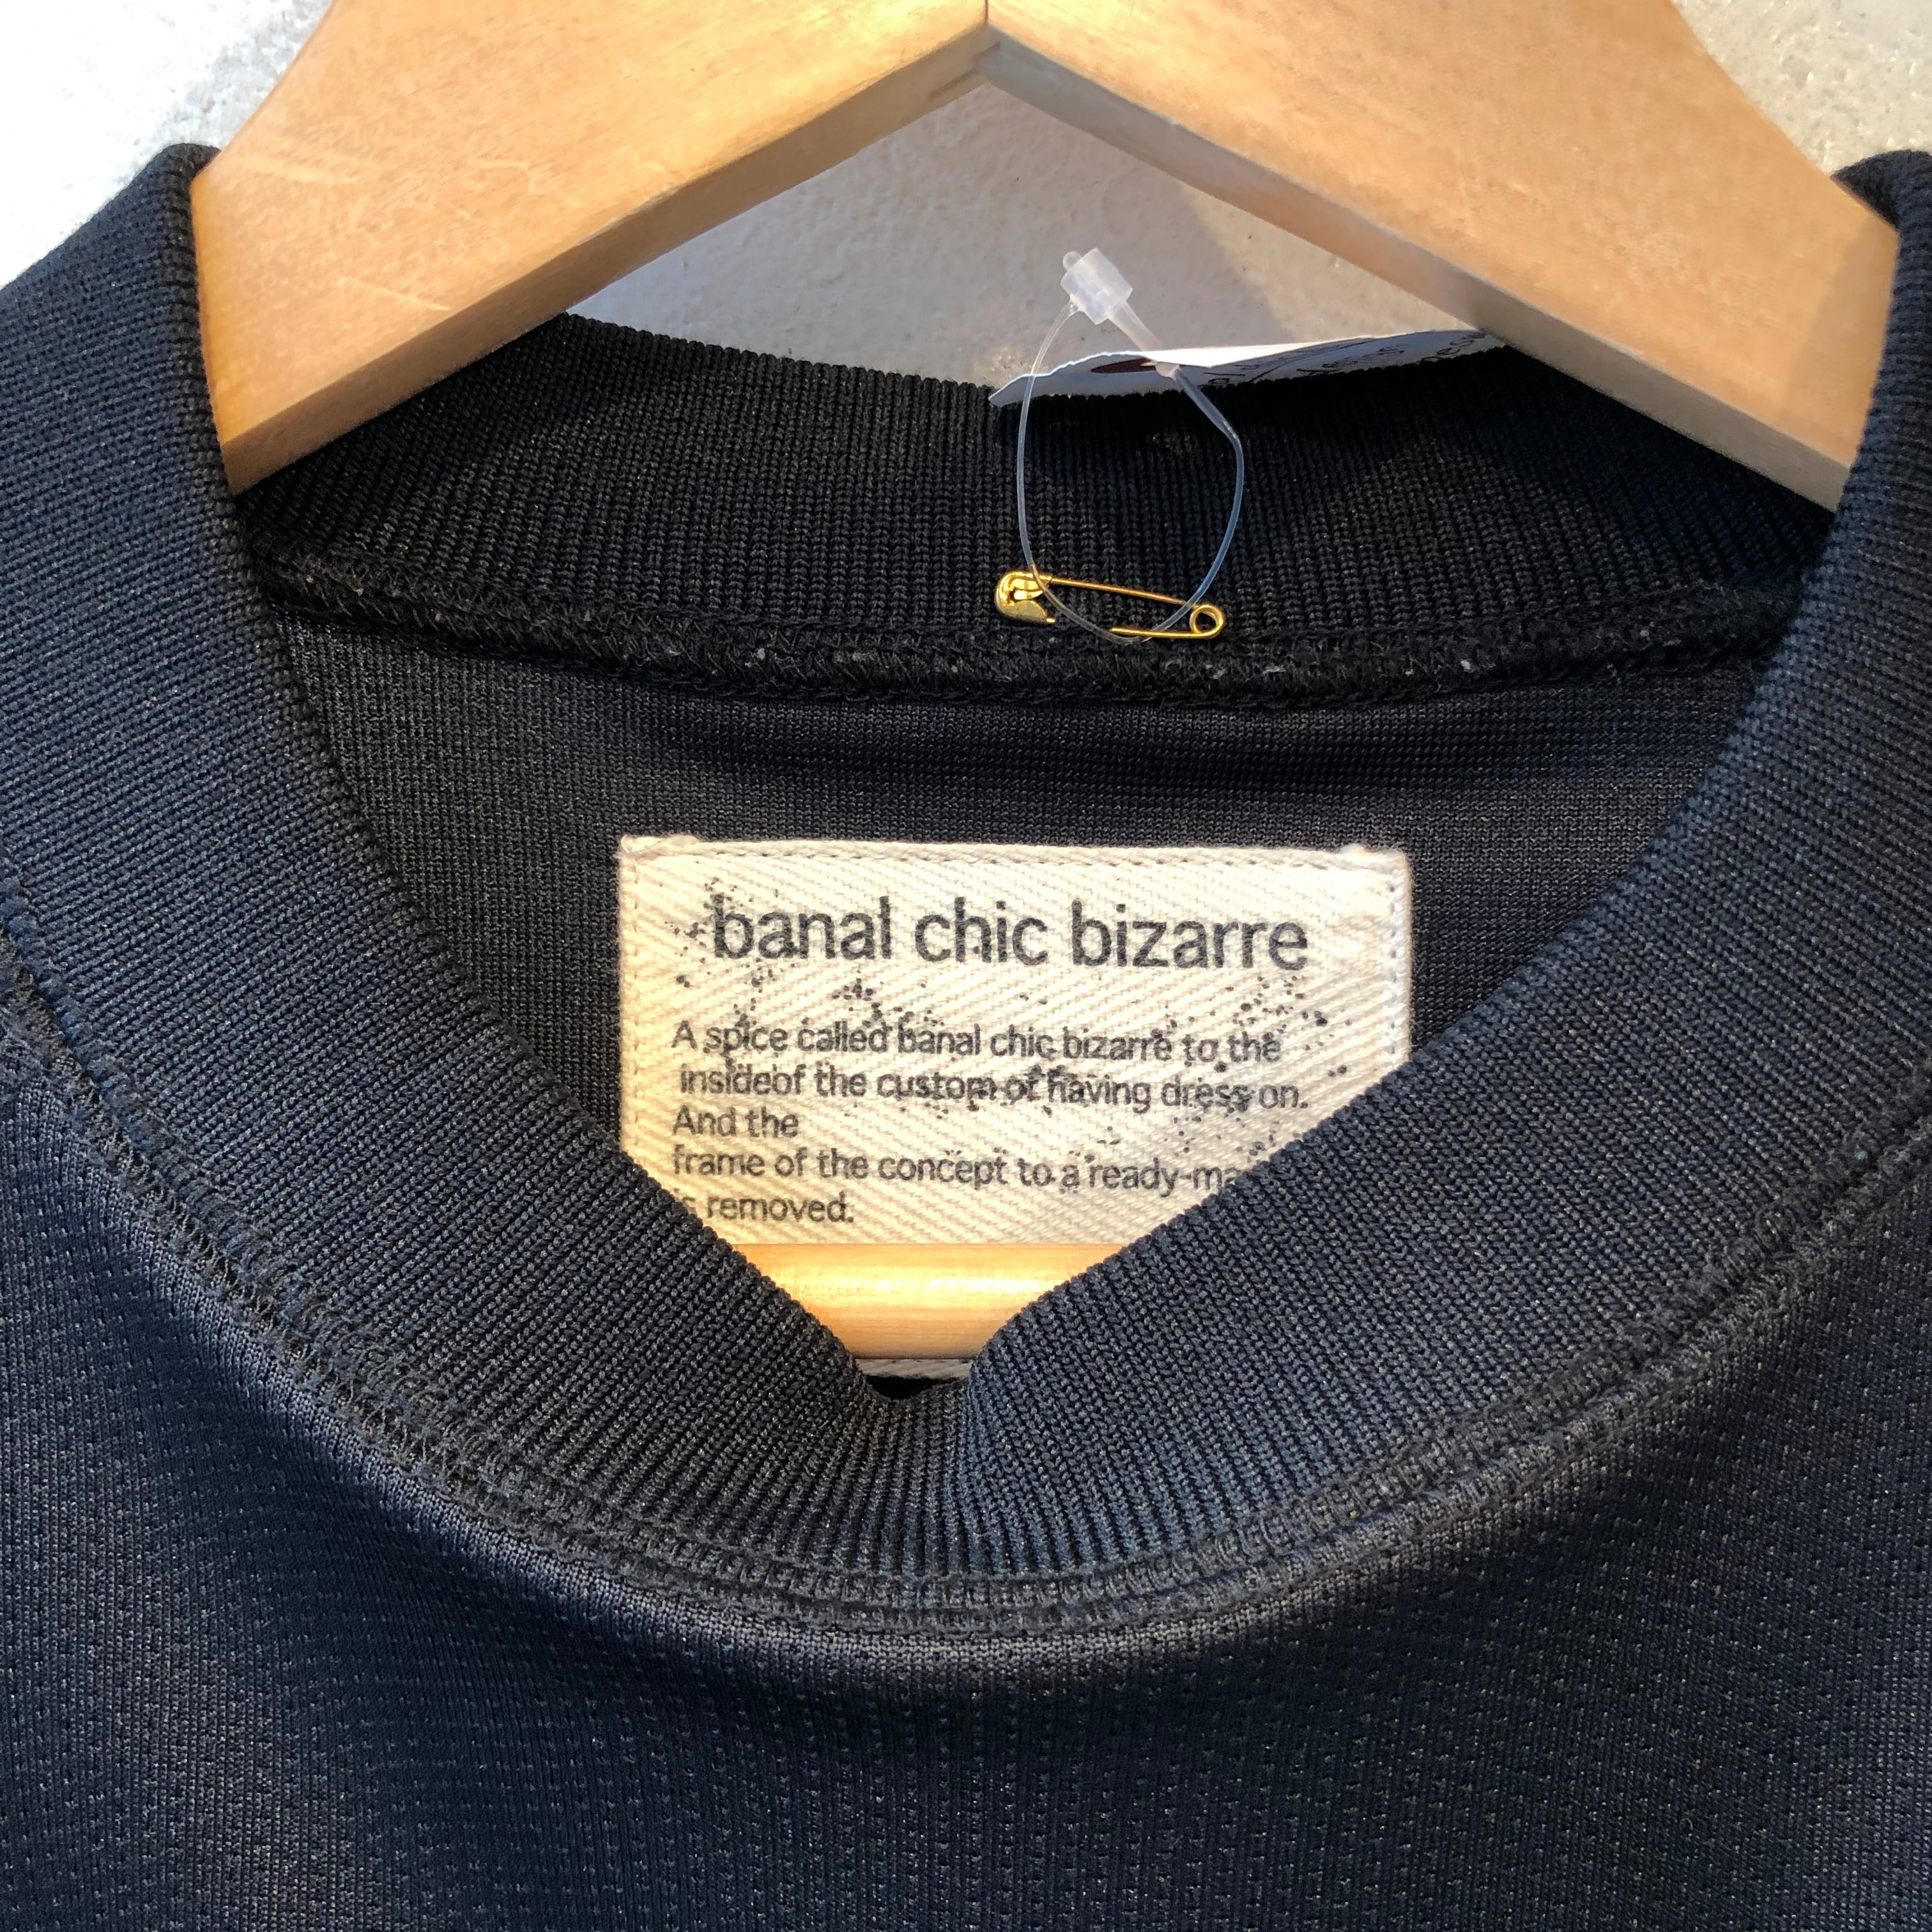 banal chic bizarre
A spice called banal chic bizarre to the
insideof the custom of having dress on.
And the
frame of the concept to a ready-ma
is removed.